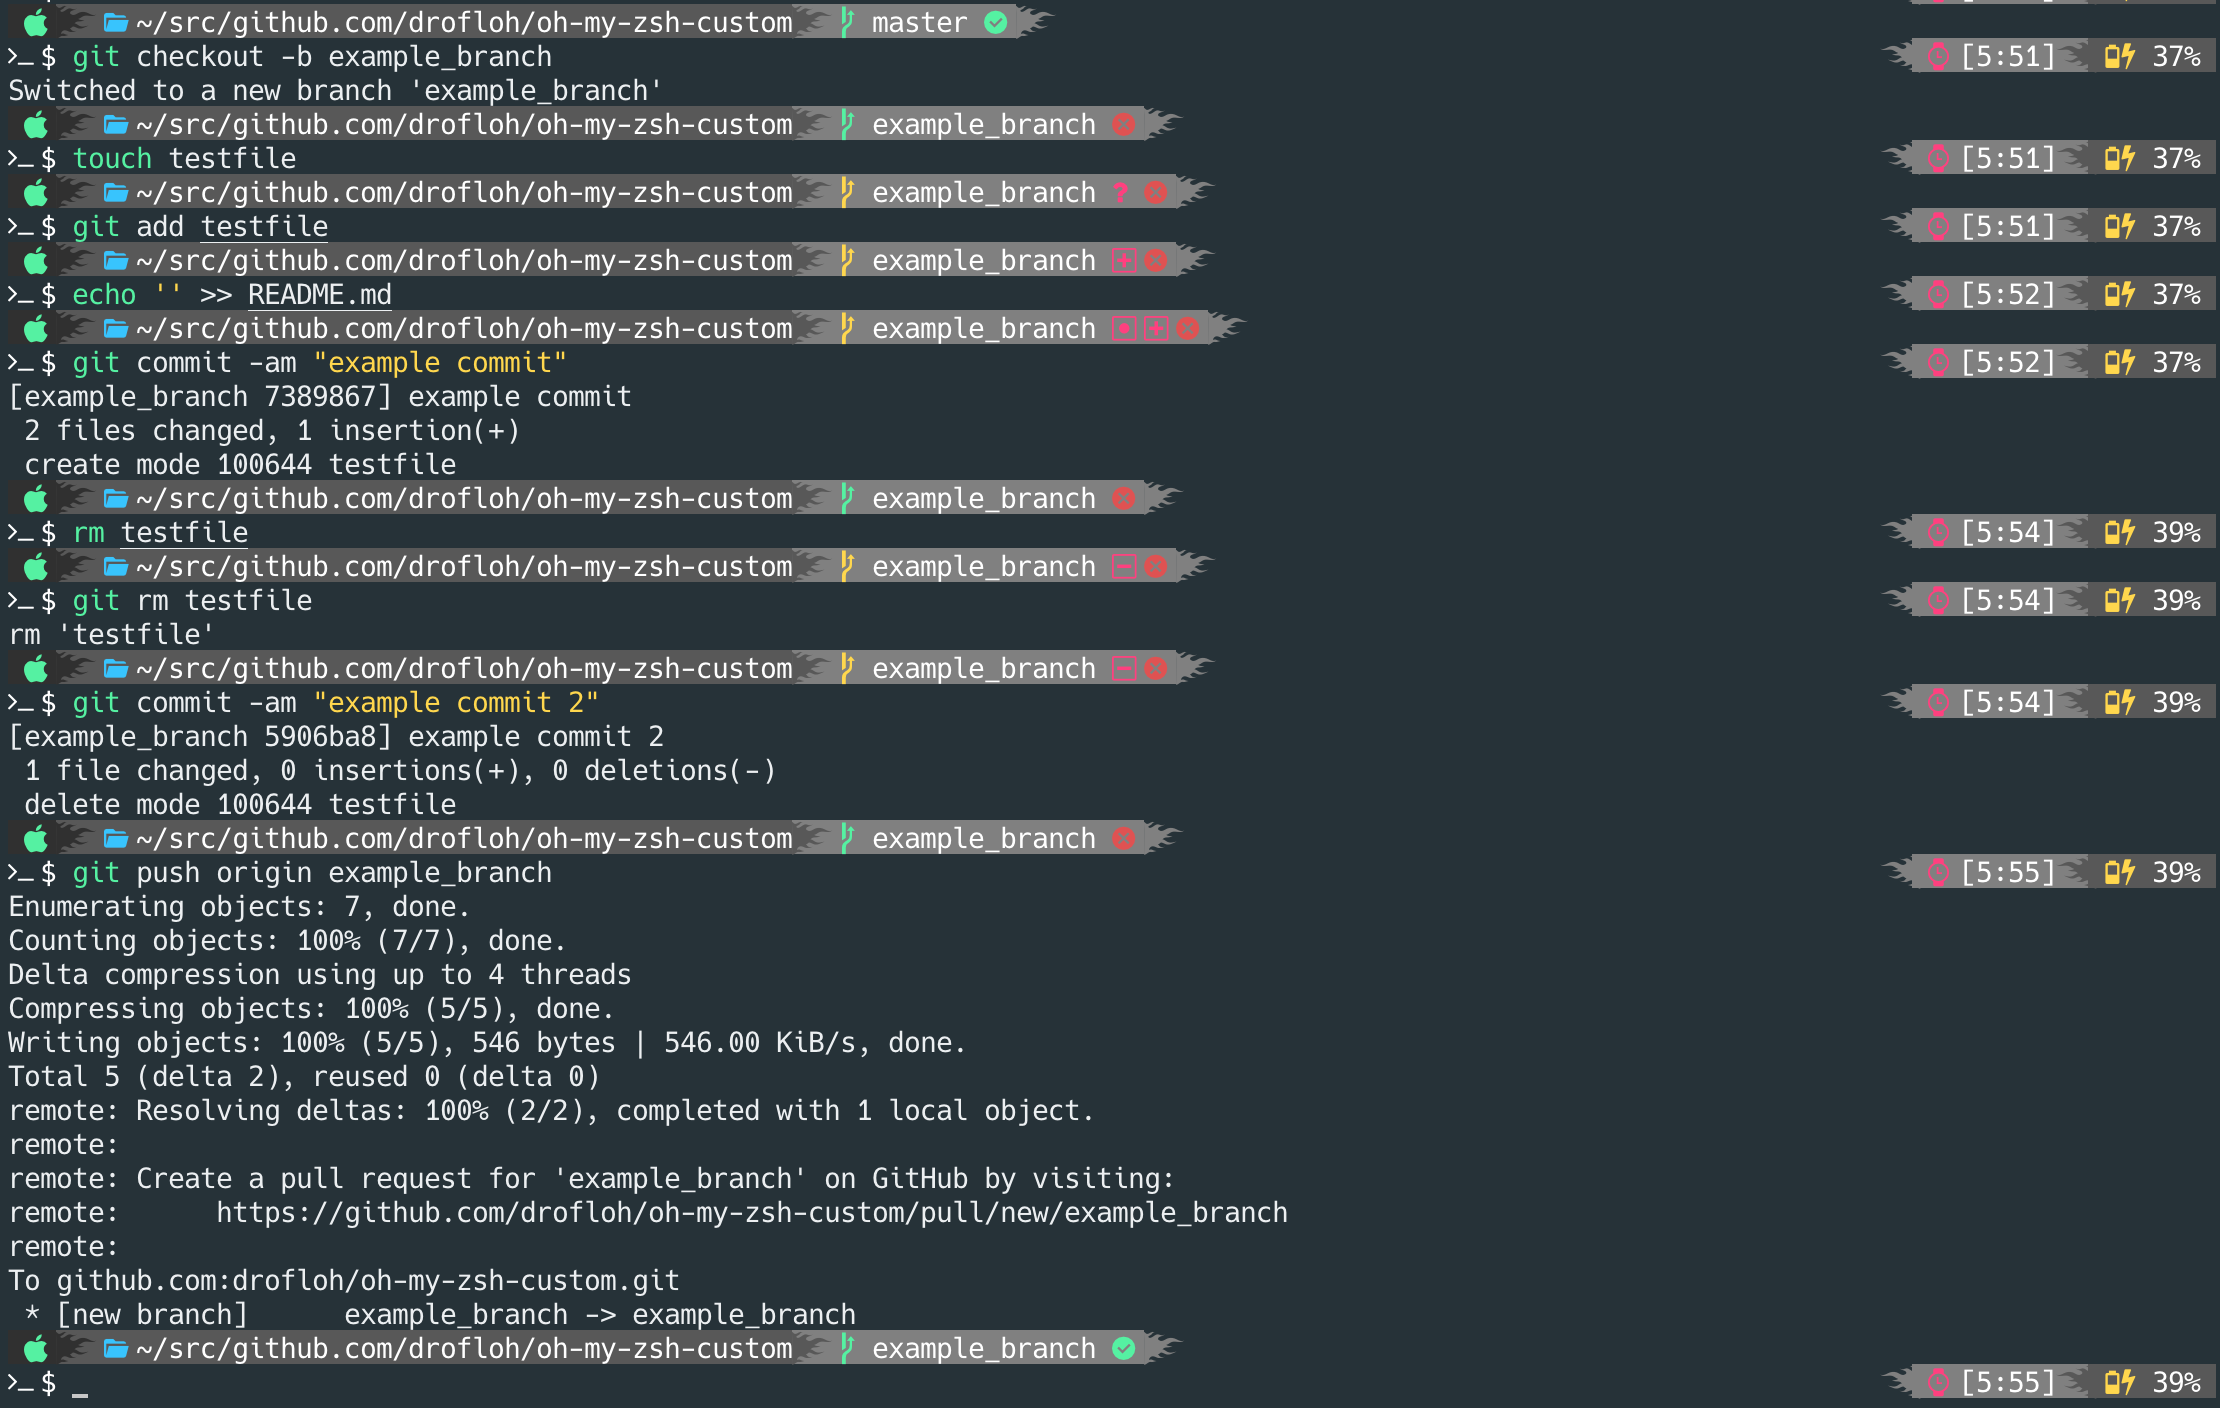 ~/src/github.com/drofloh/oh-my-zsh-custom master
>_ $ git checkout -b example_branch [5:51] 37%
Switched to a new branch 'example_branch'
~/src/github.com/drofloh/oh-my-zsh-custom example_branch
>_ $ touch testfile [5:51] 37%
~/src/github.com/drofloh/oh-my-zsh-custom example_branch ?
>_ $ git add testfile [5:51] 37%
~/src/github.com/drofloh/oh-my-zsh-custom example_branch
>_ $ echo '' >> README.md [5:52] 37%
~/src/github.com/drofloh/oh-my-zsh-custom example_branch
>_ $ git commit -am "example commit" [5:52] 37%
[example_branch 7389867] example commit
 2 files changed, 1 insertion(+)
 create mode 100644 testfile
~/src/github.com/drofloh/oh-my-zsh-custom example_branch
>_ $ rm testfile [5:54] 39%
~/src/github.com/drofloh/oh-my-zsh-custom example_branch
>_ $ git rm testfile [5:54] 39%
rm 'testfile'
~/src/github.com/drofloh/oh-my-zsh-custom example_branch
>_ $ git commit -am "example commit 2" [5:54] 39%
[example_branch 5906ba8] example commit 2
 1 file changed, 0 insertions(+), 0 deletions(-)
 delete mode 100644 testfile
~/src/github.com/drofloh/oh-my-zsh-custom example_branch
>_ $ git push origin example_branch [5:55] 39%
Enumerating objects: 7, done.
Counting objects: 100% (7/7), done.
Delta compression using up to 4 threads
Compressing objects: 100% (5/5), done.
Writing objects: 100% (5/5), 546 bytes | 546.00 KiB/s, done.
Total 5 (delta 2), reused 0 (delta 0)
remote: Resolving deltas: 100% (2/2), completed with 1 local object.
remote:
remote: Create a pull request for 'example_branch' on GitHub by visiting:
remote:      https://github.com/drofloh/oh-my-zsh-custom/pull/new/example_branch
remote:
To github.com:drofloh/oh-my-zsh-custom.git
 * [new branch]      example_branch -> example_branch
~/src/github.com/drofloh/oh-my-zsh-custom example_branch
>_ $ _ [5:55] 39%